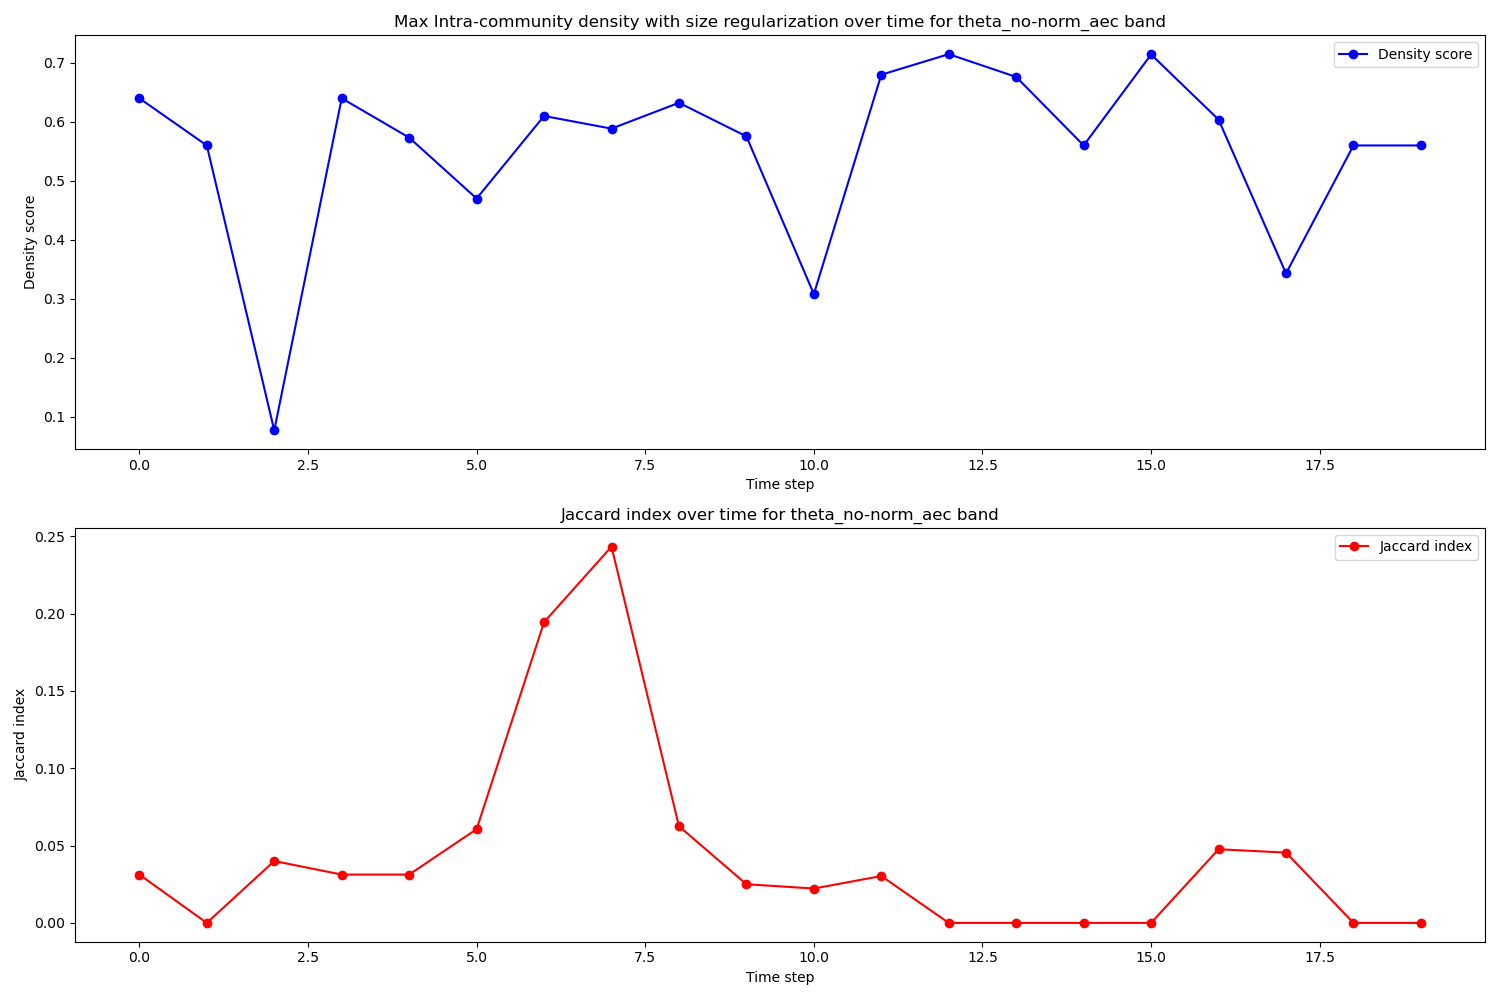 Max Intra-community density with size regularization over time for theta_no-norm_aec band
Density score
0.7
0.6
0.5
0.4
0.3
0.2
0.1
Density score
0.0 2.5 5.0 7.5 10.0 12.5 15.0 17.5
Time step
Jaccard index over time for theta_no-norm_aec band
Jaccard index
0.25
0.20
0.15
0.10
0.05
0.00
Jaccard index
0.0 2.5 5.0 7.5 10.0 12.5 15.0 17.5
Time step